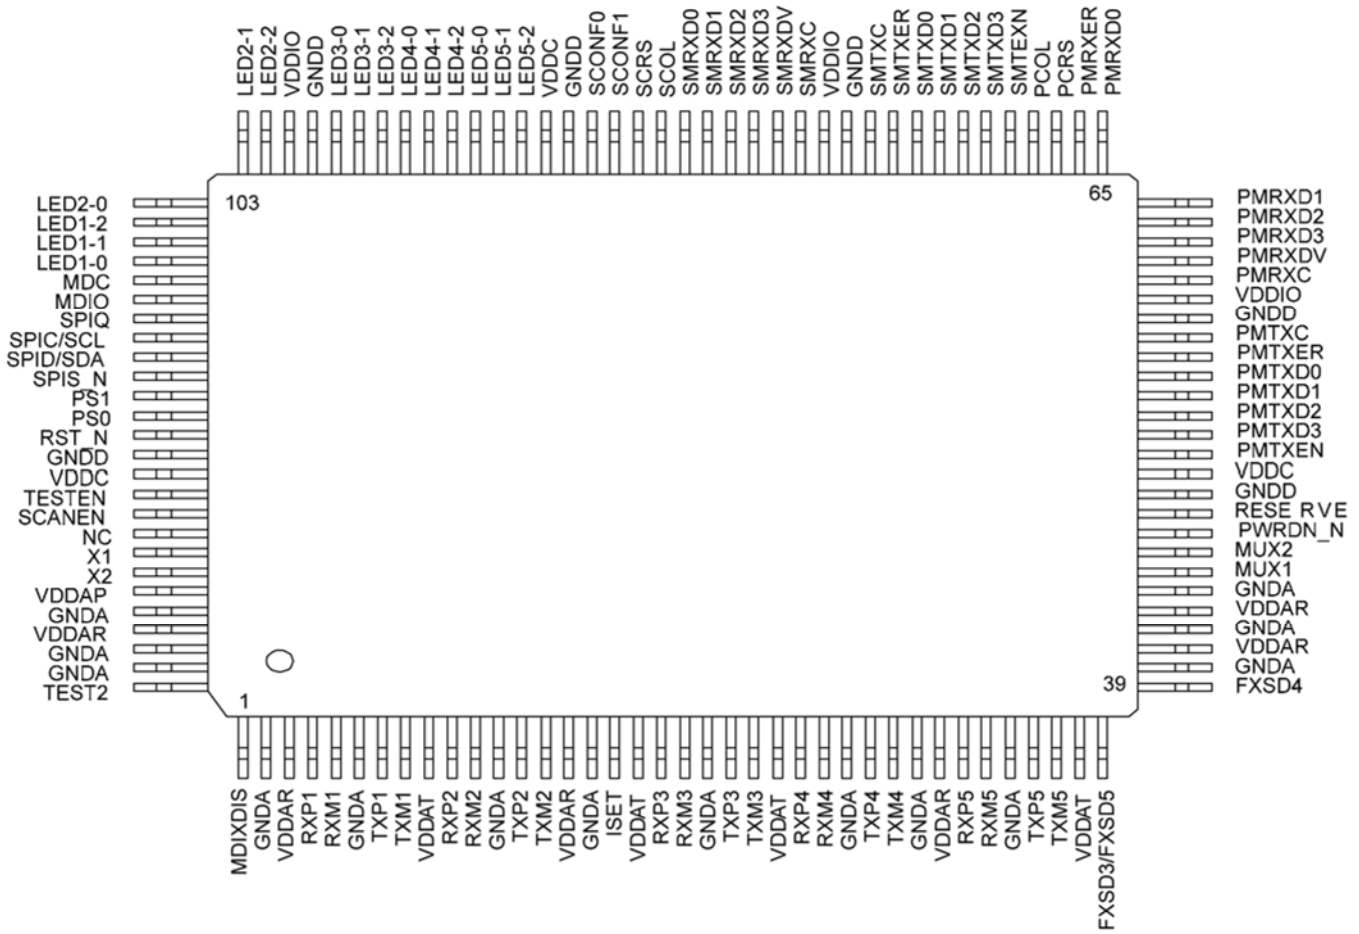 LED2-1
LED2-2
VDDIO
GNDD
LED3-0
LED3-1
LED3-2
LED4-0
LED4-1
LED4-2
LED5-0
LED5-1
LED5-2
VDDC
GNDD
SCONF0
SCONF1
SCRS
SCOL
SMRXD0
SMRXD1
SMRXD2
SMRXD3
SMRXDV
SMRXC
VDDIO
GNDD
SMTXC
SMTXER
SMTXD0
SMTXD1
SMTXD2
SMTXD3
SMTEXN
PCOL
PCRS
PMRXER
PMRXD0
103
65
LED2-0
LED1-2
LED1-1
LED1-0
MDC
MDIO
SPIQ
SPIC/SCL
SPID/SDA
SPIS_N
PS1
PS0
RST_N
GNDD
VDDC
TESTEN
SCANEN
NC
X1
X2
VDDAP
GNDA
VDDAR
GNDA
GNDA
TEST2
PMRXD1
PMRXD2
PMRXD3
PMRXDV
PMRXC
VDDIO
GNDD
PMTXC
PMTXER
PMTXD0
PMTXD1
PMTXD2
PMTXD3
PMTXEN
VDDC
GNDD
RESE RVE
PWRDN_N
MUX2
MUX1
GNDA
VDDAR
GNDA
VDDAR
GNDA
FXSD4
1
39
MDIXDIS
GNDA
VDDAR
RXP1
RXM1
GNDA
TXP1
TXM1
VDDAT
RXP2
RXM2
GNDA
TXP2
TXM2
VDDAR
GNDA
ISET
VDDAT
RXP3
RXM3
GNDA
TXP3
TXM3
VDDAT
RXP4
RXM4
GNDA
TXP4
TXM4
GNDA
VDDAR
RXP5
RXM5
GNDA
TXP5
TXM5
VDDAT
FXSD3/FXSD5